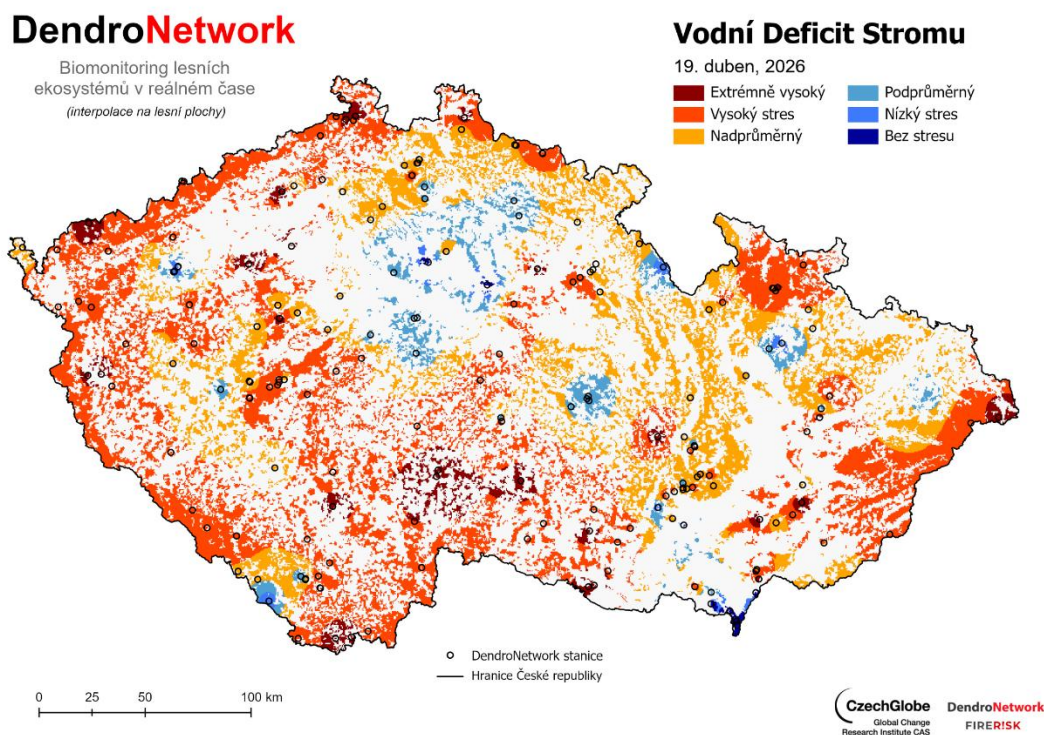 DendroNetwork
Biomonitoring lesních
ekosystémů v reálném čase
(interpolace na lesní plochy)
Vodní Deficit Stromu
19. duben, 2026
Extrémně vysoký
Vysoký stres
Nadprůměrný
Podprůměrný
Nízký stres
Bez stresu
DendroNetwork stanice
Hranice České republiky
0 25 50 100 km
CzechGlobe
Global Change
Research Institute CAS
DendroNetwork
FIRER!SK